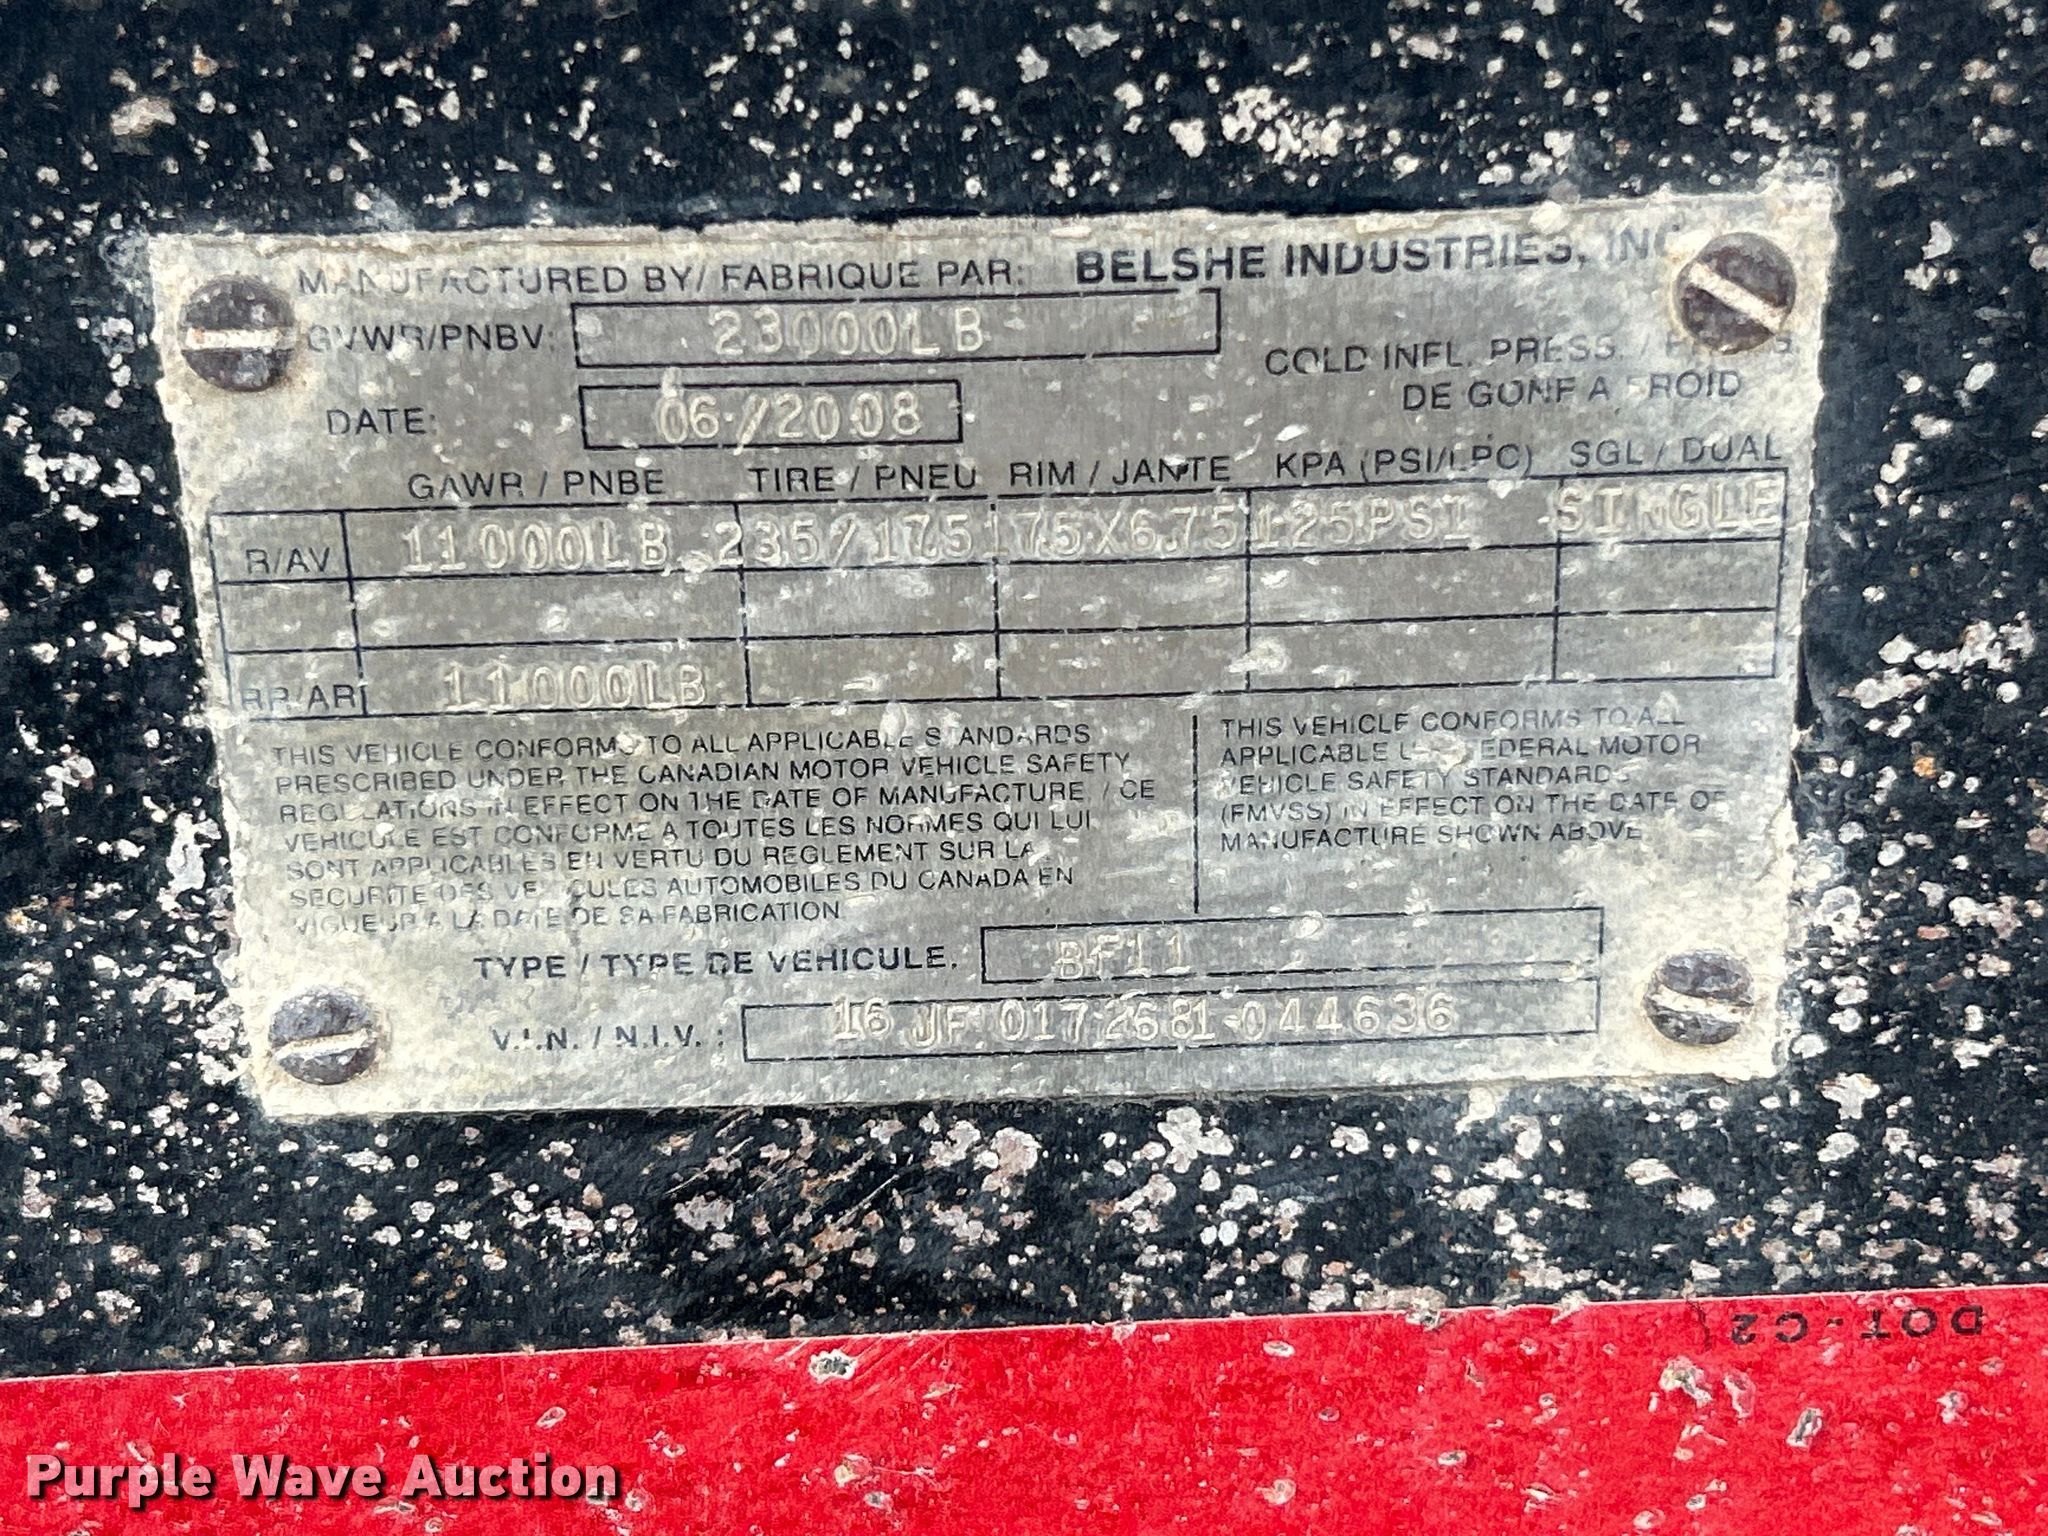 MANUFACTURED BY/ FABRIQUE PAR: BELSHE INDUSTRIES, INC
GVWR/PNBV: 23000LB
COLD INFL. PRESS. /
DE GONF A FROID
DATE: 06/2008
GAWR / PNBE TIRE / PNEU RIM / JANTE KPA (PSI/LPC) SGL / DUAL
R/AV 11000LB 235/17.5 17.5X6.75 125PSI SINGLE
RR/AR 11000LB
THIS VEHICLE CONFORMS TO ALL APPLICABLE STANDARDS
PRESCRIBED UNDER THE CANADIAN MOTOR VEHICLE SAFETY
REGULATIONS IN EFFECT ON THE DATE OF MANUFACTURE / CE
VEHICULE EST CONFORME A TOUTES LES NORMES QUI LUI
SONT APPLICABLES EN VERTU DU REGLEMENT SUR LA
SECURITE DES VEHICULES AUTOMOBILES DU CANADA EN
VIGUEUR A LA DATE DE SA FABRICATION
THIS VEHICLE CONFORMS TO ALL
APPLICABLE U.S. FEDERAL MOTOR
VEHICLE SAFETY STANDARDS
(FMVSS) IN EFFECT ON THE DATE OF
MANUFACTURE SHOWN ABOVE
TYPE / TYPE DE VEHICULE. BF11
V.I.N. / N.I.V. : 16JF0172681044636
DOT-C2
Purple Wave Auction